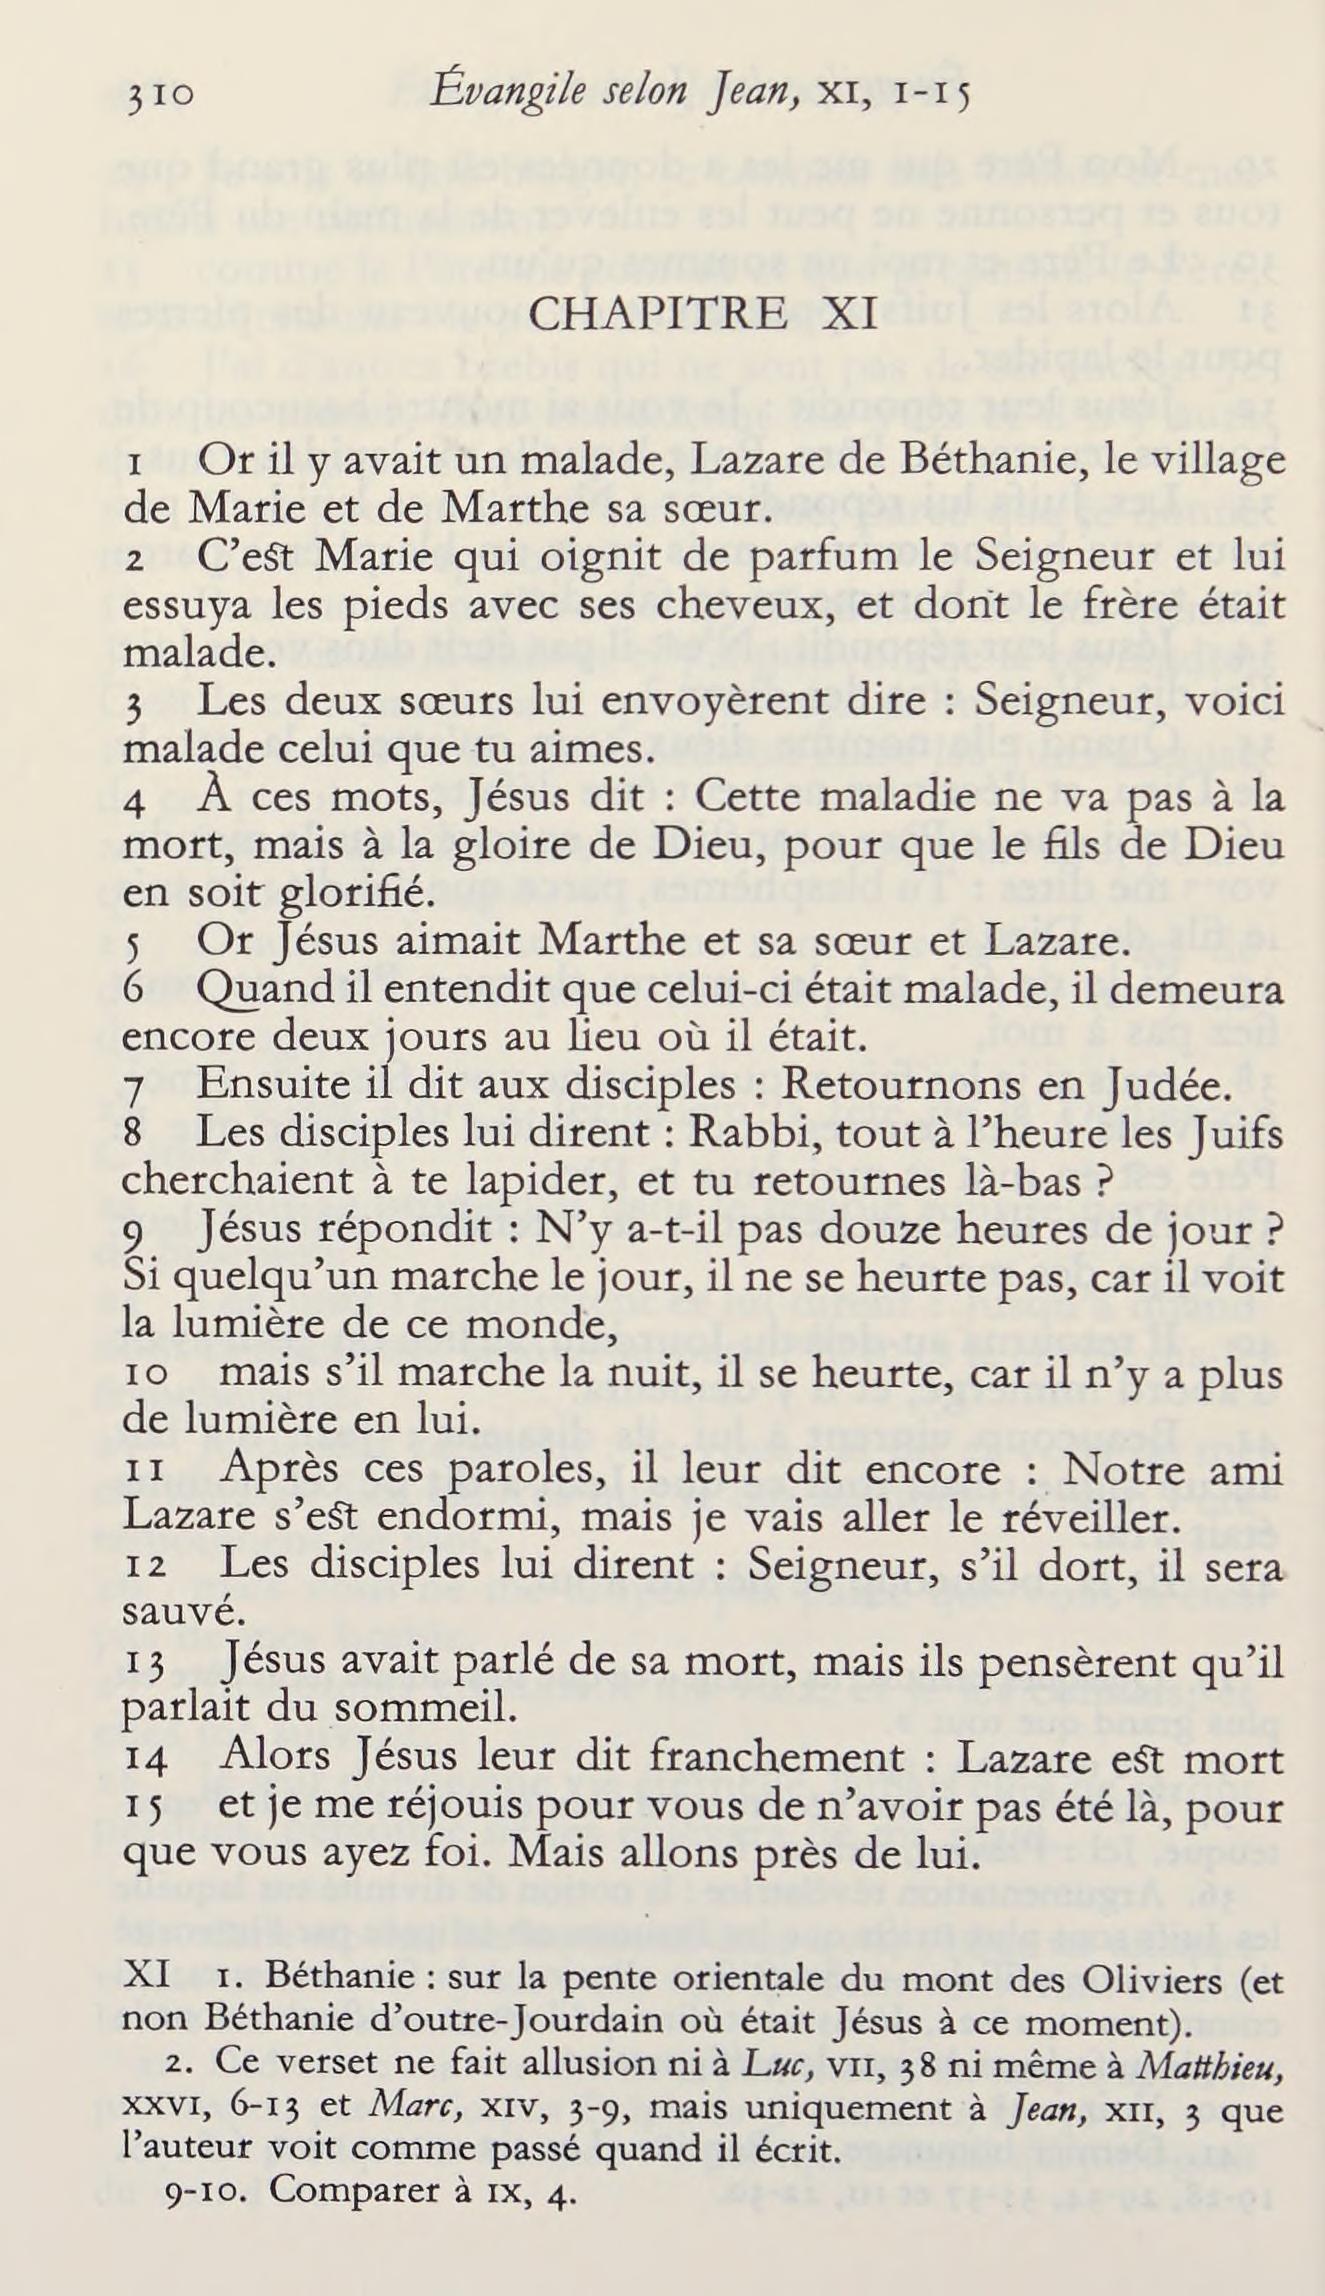 310 Évangile selon Jean, XI, 1-15
CHAPITRE XI
1 Or il y avait un malade, Lazare de Béthanie, le village
de Marie et de Marthe sa sœur.
2 C’est Marie qui oignit de parfum le Seigneur et lui
essuya les pieds avec ses cheveux, et dont le frère était
malade.
3 Les deux sœurs lui envoyèrent dire : Seigneur, voici
malade celui que tu aimes.
4 À ces mots, Jésus dit : Cette maladie ne va pas à la
mort, mais à la gloire de Dieu, pour que le fils de Dieu
en soit glorifié.
5 Or Jésus aimait Marthe et sa sœur et Lazare.
6 Quand il entendit que celui-ci était malade, il demeura
encore deux jours au lieu où il était.
7 Ensuite il dit aux disciples : Retournons en Judée.
8 Les disciples lui dirent : Rabbi, tout à l’heure les Juifs
cherchaient à te lapider, et tu retournes là-bas ?
9 Jésus répondit : N’y a-t-il pas douze heures de jour ?
Si quelqu’un marche le jour, il ne se heurte pas, car il voit
la lumière de ce monde,
10 mais s’il marche la nuit, il se heurte, car il n’y a plus
de lumière en lui.
11 Après ces paroles, il leur dit encore : Notre ami
Lazare s’est endormi, mais je vais aller le réveiller.
12 Les disciples lui dirent : Seigneur, s’il dort, il sera
sauvé.
13 Jésus avait parlé de sa mort, mais ils pensèrent qu’il
parlait du sommeil.
14 Alors Jésus leur dit franchement : Lazare est mort
15 et je me réjouis pour vous de n’avoir pas été là, pour
que vous ayez foi. Mais allons près de lui.
XI 1. Béthanie : sur la pente orientale du mont des Oliviers (et
non Béthanie d’outre-Jourdain où était Jésus à ce moment).
2. Ce verset ne fait allusion ni à Luc, VII, 38 ni même à Matthieu,
XXVI, 6-13 et Marc, XIV, 3-9, mais uniquement à Jean, XII, 3 que
l’auteur voit comme passé quand il écrit.
9-10. Comparer à IX, 4.